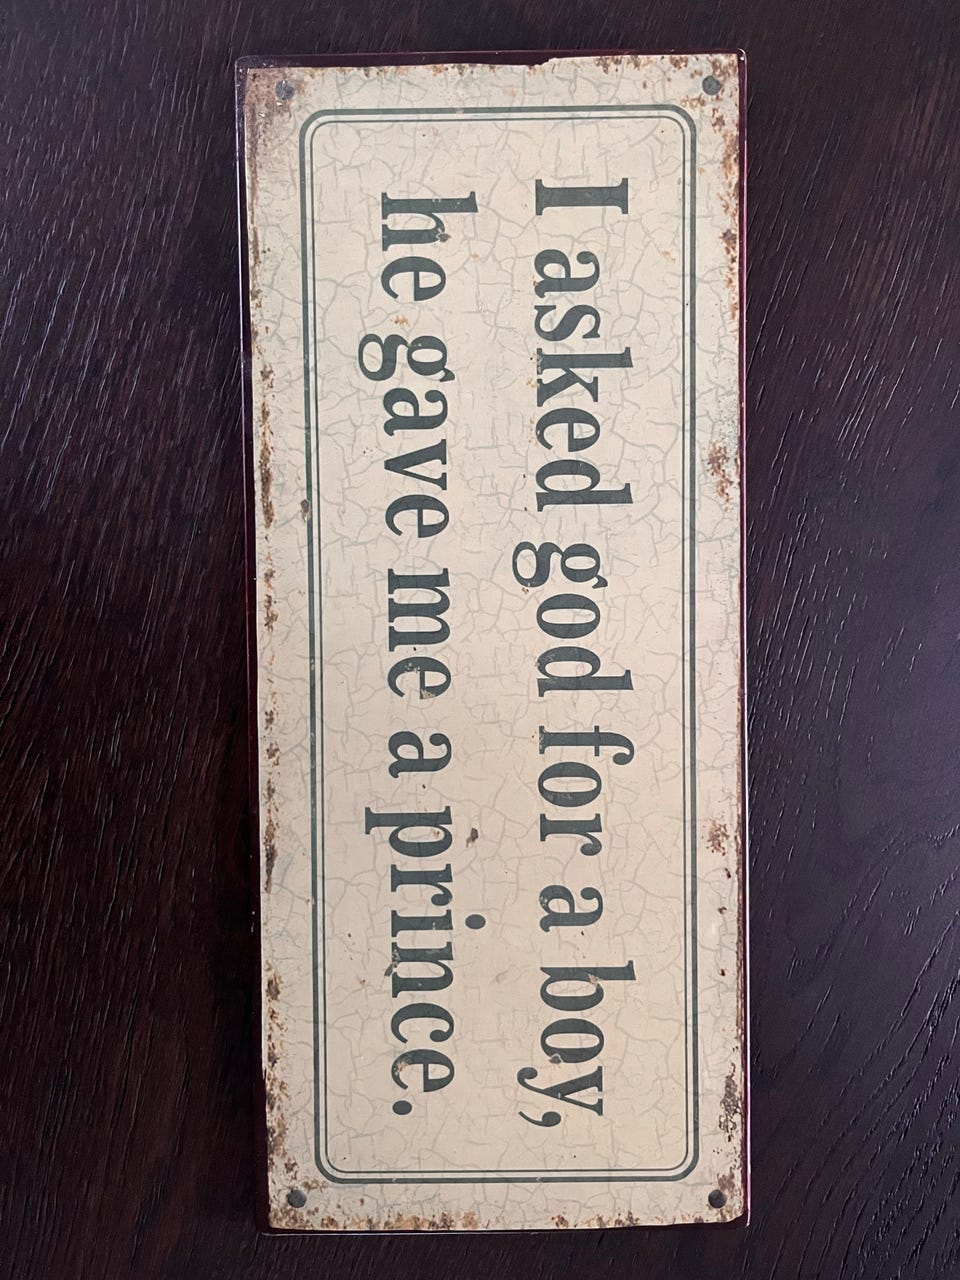 I asked god for a boy,
he gave me a prince.